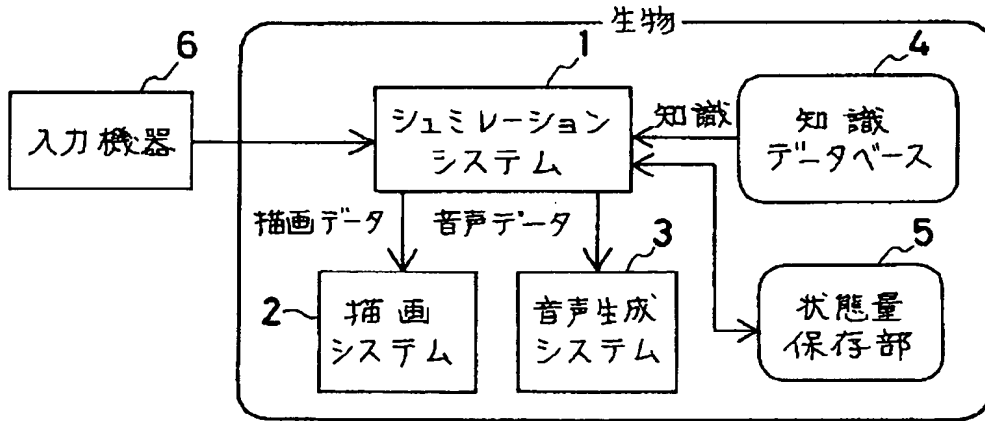 生物
6
1
4
入力機器
シュミレーション
システム
知識
知識
データベース
描画データ
音声データ
5
2
描画
システム
3
音声生成
システム
状態量
保存部